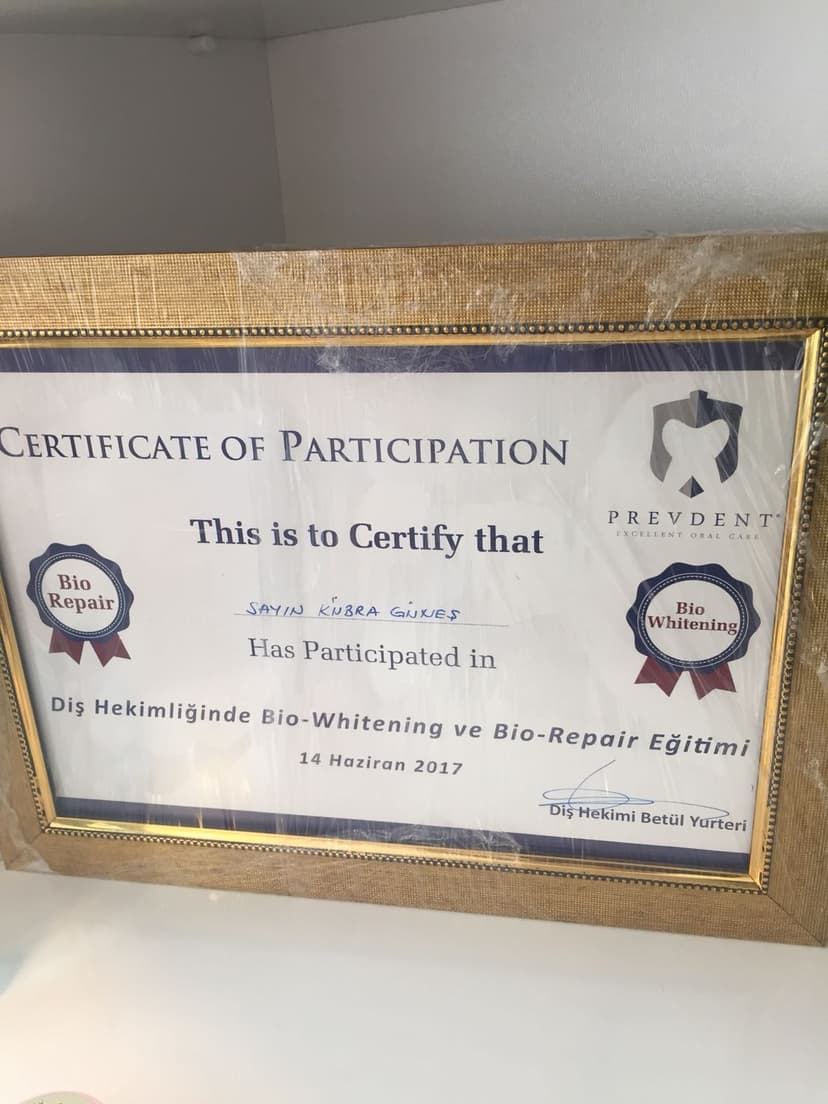 CERTIFICATE OF PARTICIPATION
PREVDENT
EXCELLENT ORAL CARE
This is to Certify that
Bio
Repair
SAYIN KÜBRA GÜNEŞ
Bio
Whitening
Has Participated in
Diş Hekimliğinde Bio-Whitening ve Bio-Repair Eğitimi
14 Haziran 2017
Diş Hekimi Betül Yurteri